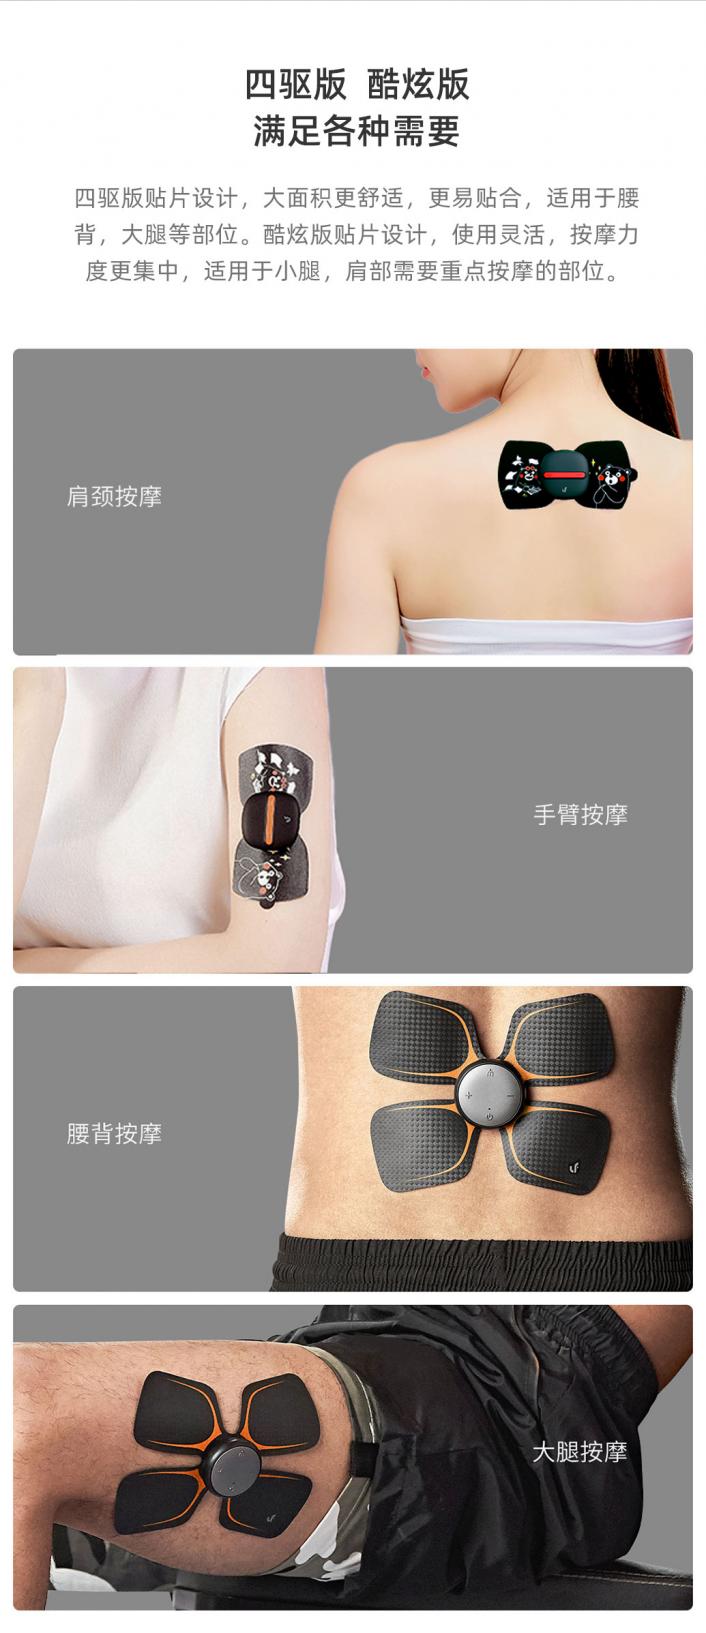 四驱版 酷炫版
满足各种需要
四驱版贴片设计，大面积更舒适，更易贴合，适用于腰
背，大腿等部位。酷炫版贴片设计，使用灵活，按摩力
度更集中，适用于小腿，肩部需要重点按摩的部位。
肩颈按摩
手臂按摩
腰背按摩
大腿按摩